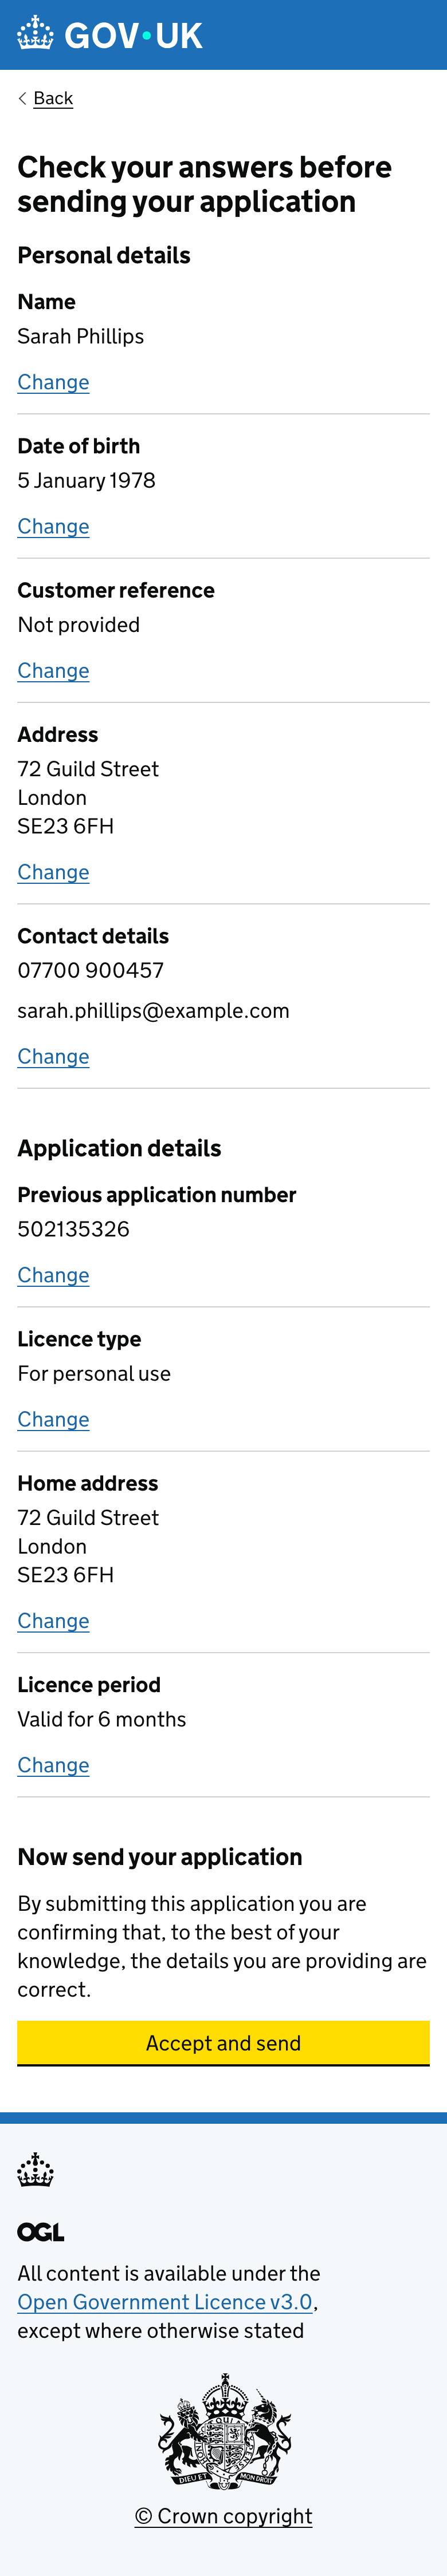 GOV•UK
Back
Check your answers before
sending your application
Personal details
Name
Sarah Phillips
Change
Date of birth
5 January 1978
Change
Customer reference
Not provided
Change
Address
72 Guild Street
London
SE23 6FH
Change
Contact details
07700 900457
sarah.phillips@example.com
Change
Application details
Previous application number
502135326
Change
Licence type
For personal use
Change
Home address
72 Guild Street
London
SE23 6FH
Change
Licence period
Valid for 6 months
Change
Now send your application
By submitting this application you are
confirming that, to the best of your
knowledge, the details you are providing are
correct.
Accept and send
OGL
All content is available under the
Open Government Licence v3.0,
except where otherwise stated
DIEU ET MON DROIT
© Crown copyright